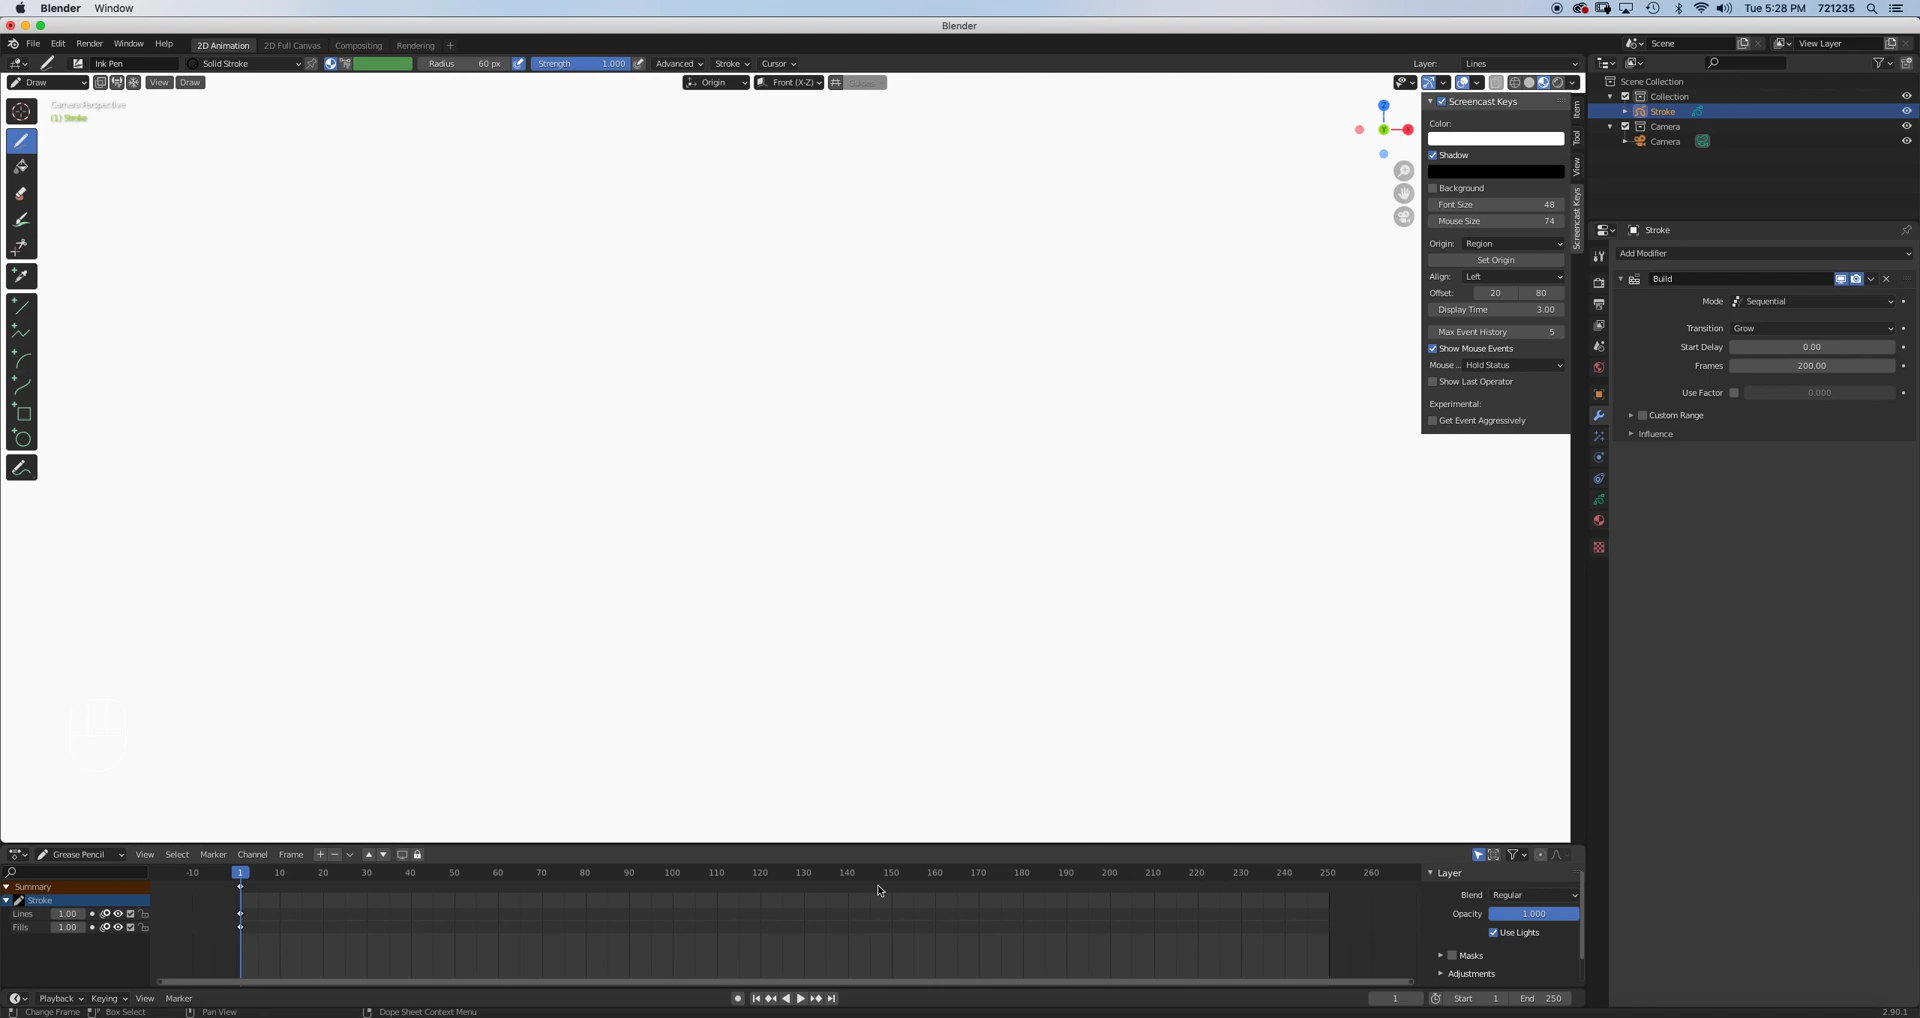 Blender Window Tue 5:28 PM 721235
Blender
File Edit Render Window Help 2D Animation 2D Full Canvas Compositing Rendering + Scene View Layer
Ink Pen Solid Stroke Radius 60 px Strength 1.000 Advanced Stroke Cursor Layer: Lines
Draw View Draw Origin Front (X-Z) Guides
Camera Perspective
(1) Stroke
Z
Y
X
Screencast Keys
Color:
Shadow
Background
Font Size 48
Mouse Size 74
Origin: Region
Set Origin
Align: Left
Offset: 20 80
Display Time 3.00
Max Event History 5
Show Mouse Events
Mouse ... Hold Status
Show Last Operator
Experimental:
Get Event Aggressively
Item
Tool
View
Screencast Keys
Scene Collection
Collection
Stroke
Camera
Camera
Stroke
Add Modifier
Build
Mode Sequential
Transition Grow
Start Delay 0.00
Frames 200.00
Use Factor 0.000
Custom Range
Influence
Grease Pencil View Select Marker Channel Frame
-10 1 10 20 30 40 50 60 70 80 90 100 110 120 130 140 150 160 170 180 190 200 210 220 230 240 250 260
Summary
Stroke
Lines 1.00
Fills 1.00
Layer
Blend Regular
Opacity 1.000
Use Lights
Masks
Adjustments
Playback Keying View Marker 1 Start 1 End 250
Change Frame Box Select Pan View Dope Sheet Context Menu 2.90.1